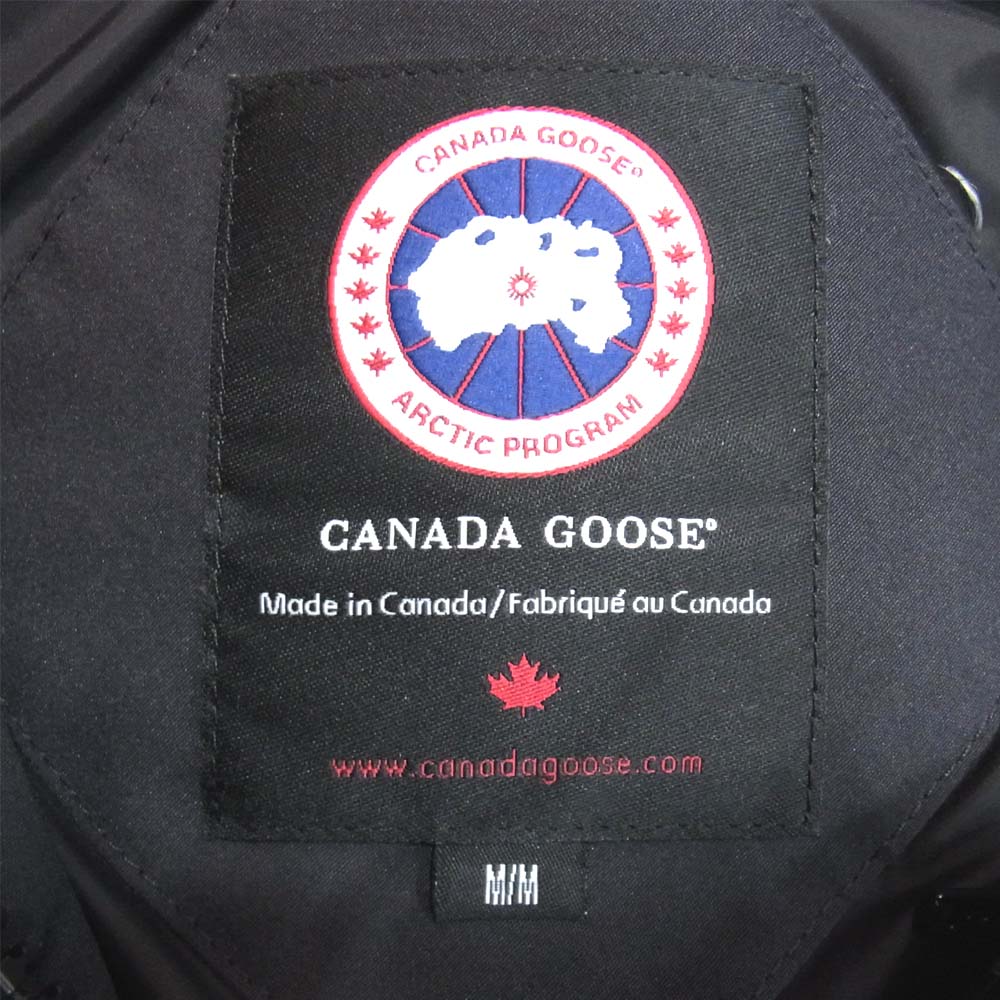 CANADA GOOSE®
ARCTIC PROGRAM
CANADA GOOSE®
Made in Canada/Fabriqué au Canada
www.canadagoose.com
M/M